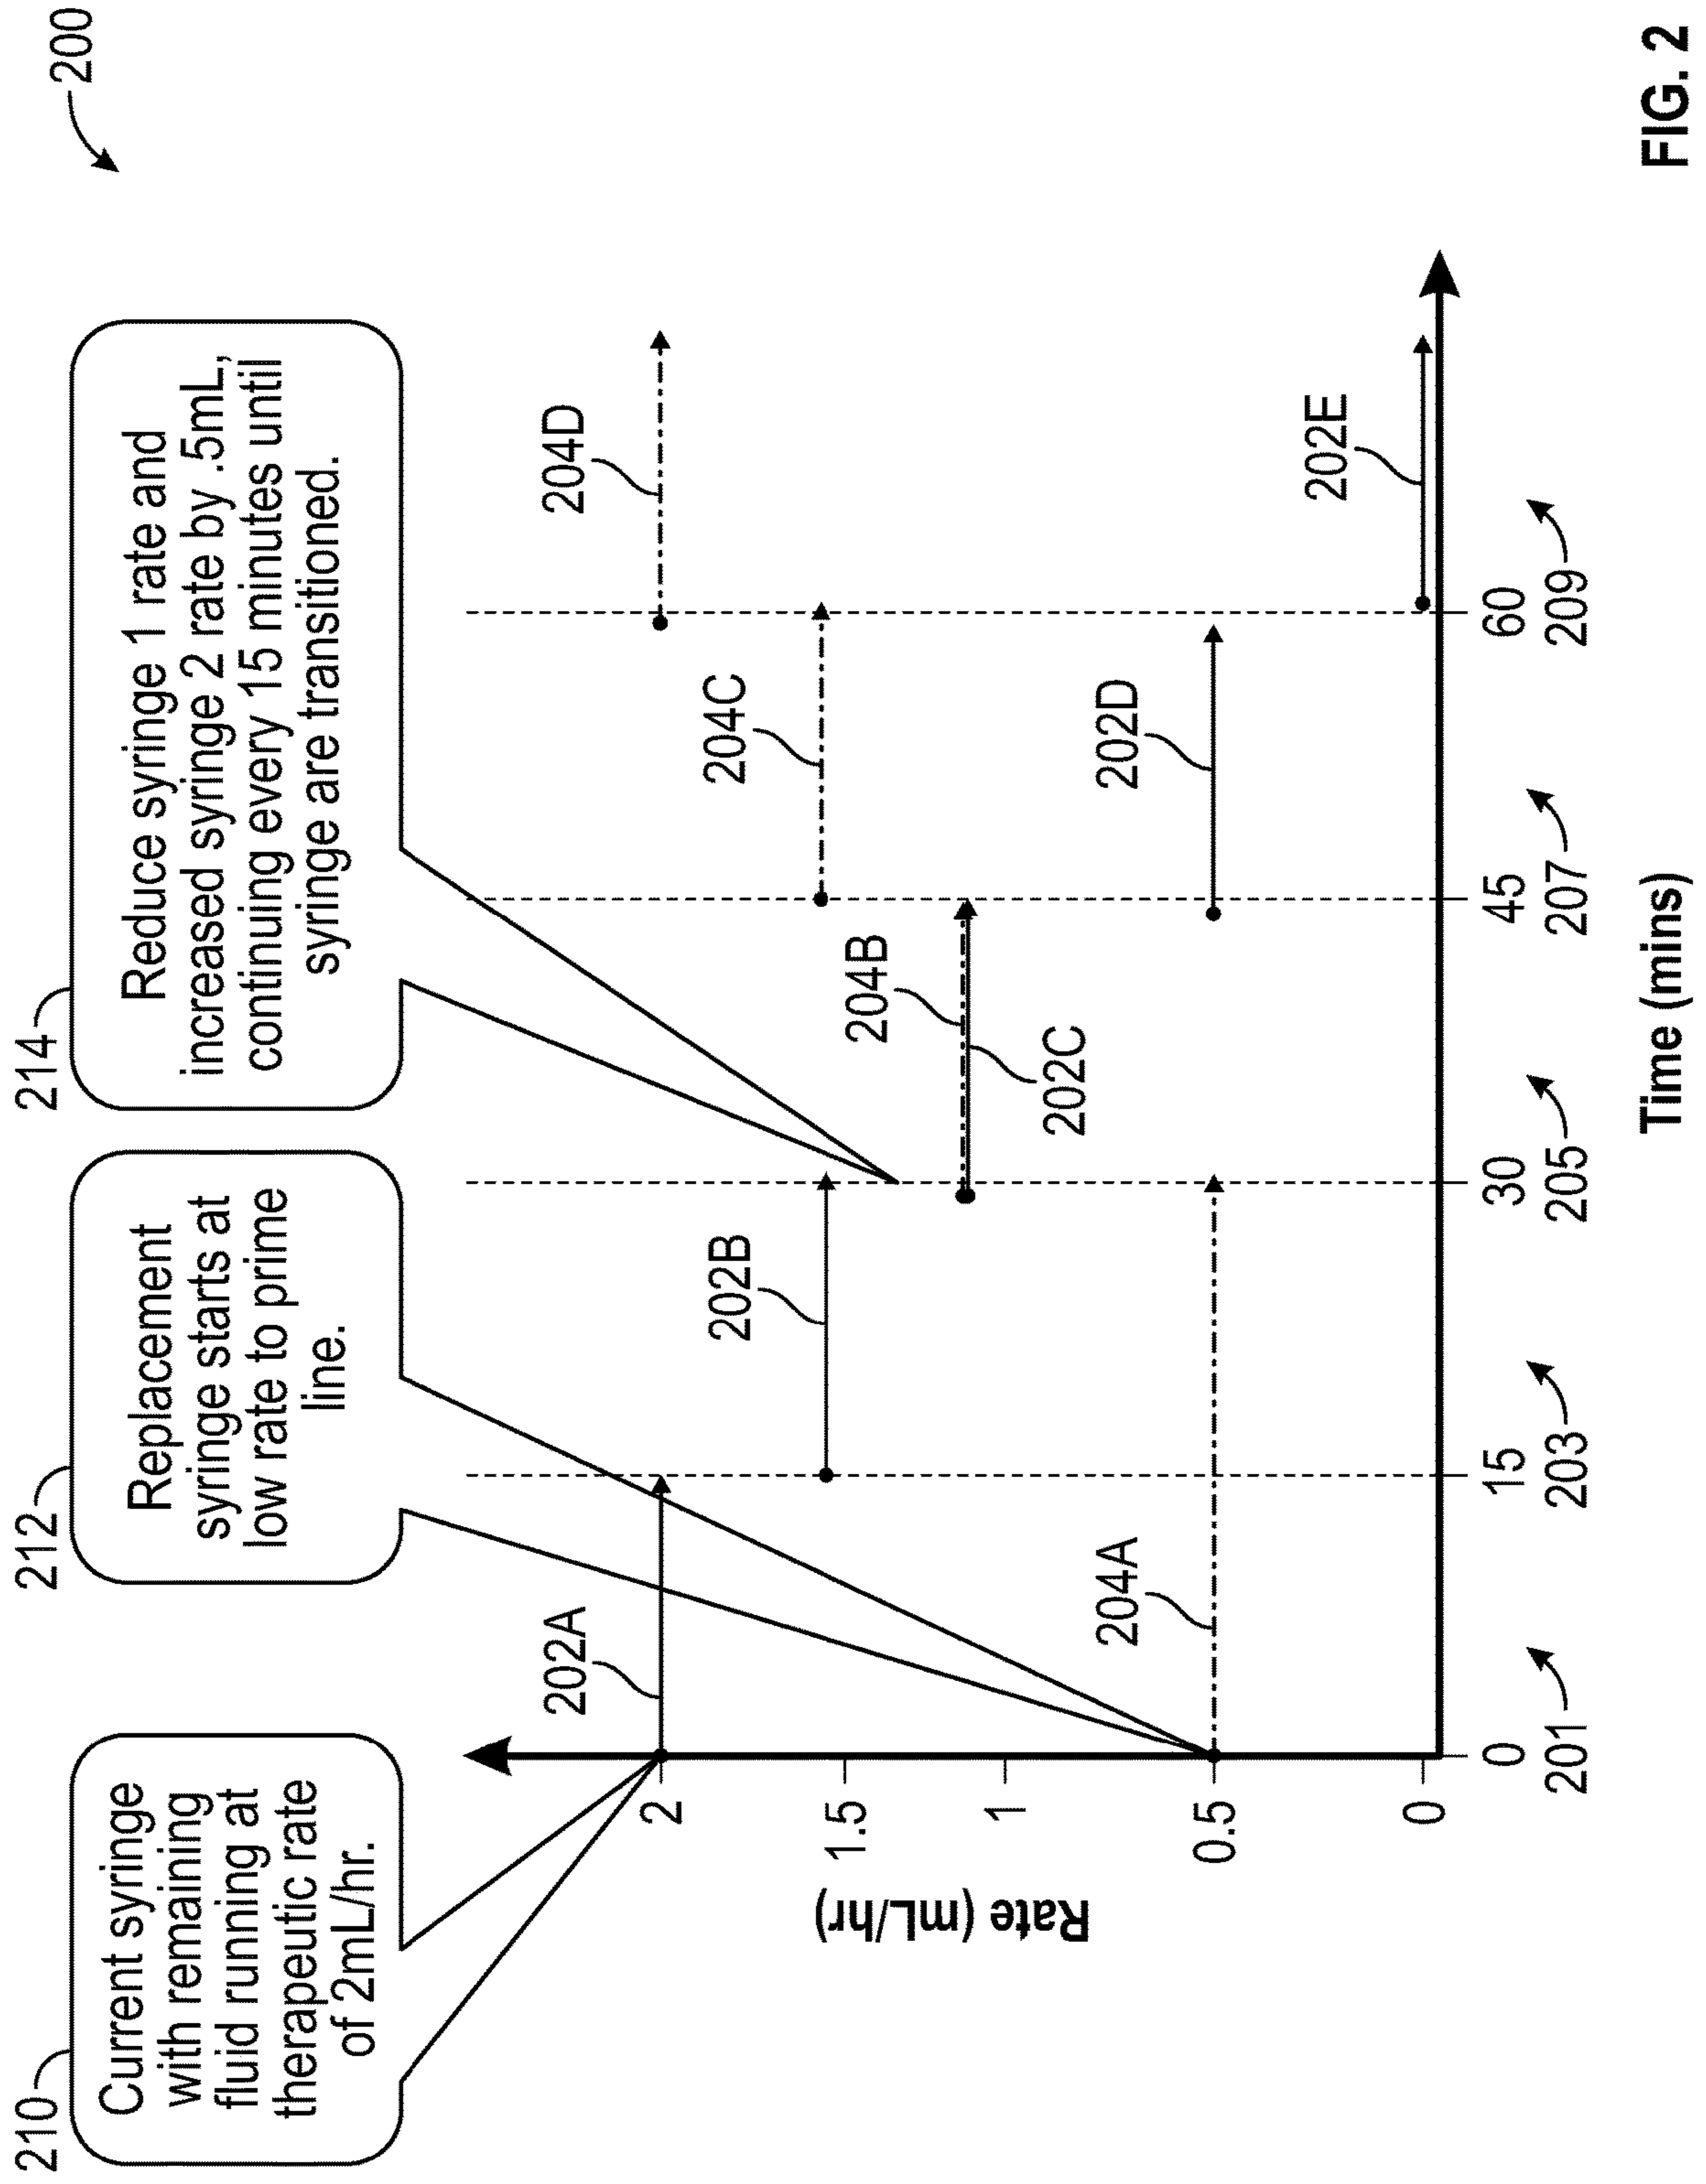 200
210
Current syringe
with remaining
fluid running at
therapeutic rate
of 2mL/hr.
212
Replacement
syringe starts at
low rate to prime
line.
214
Reduce syringe 1 rate and
increased syringe 2 rate by .5mL,
continuing every 15 minutes until
syringe are transitioned.
Rate (mL/hr)
2
1.5
1
0.5
0
202A
204A
202B
204B
202C
204C
202D
204D
202E
0
15
30
45
60
201
203
205
207
209
Time (mins)
FIG. 2